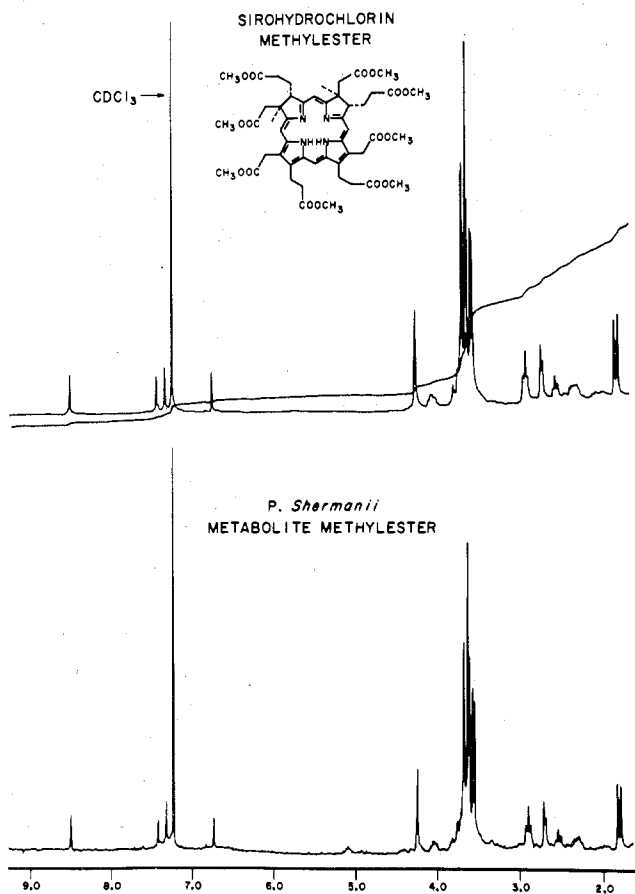 SIROHYDROCHLORIN
METHYLESTER
CDCl₃
COOCH₃
CH₃OOC
COOCH₃
CH₃OOC
N N
NH HN
COOCH₃
CH₃OOC
CH₃OOC
COOCH₃
COOCH₃
P. Shermanii
METABOLITE METHYLESTER
9.0 8.0 7.0 6.0 5.0 4.0 3.0 2.0